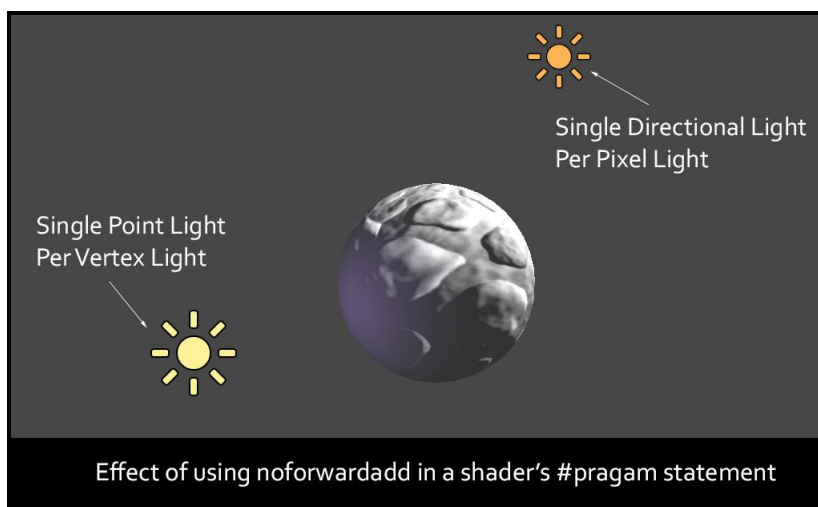 Single Directional Light
Per Pixel Light
Single Point Light
Per Vertex Light
Effect of using noforwardadd in a shader's #pragam statement